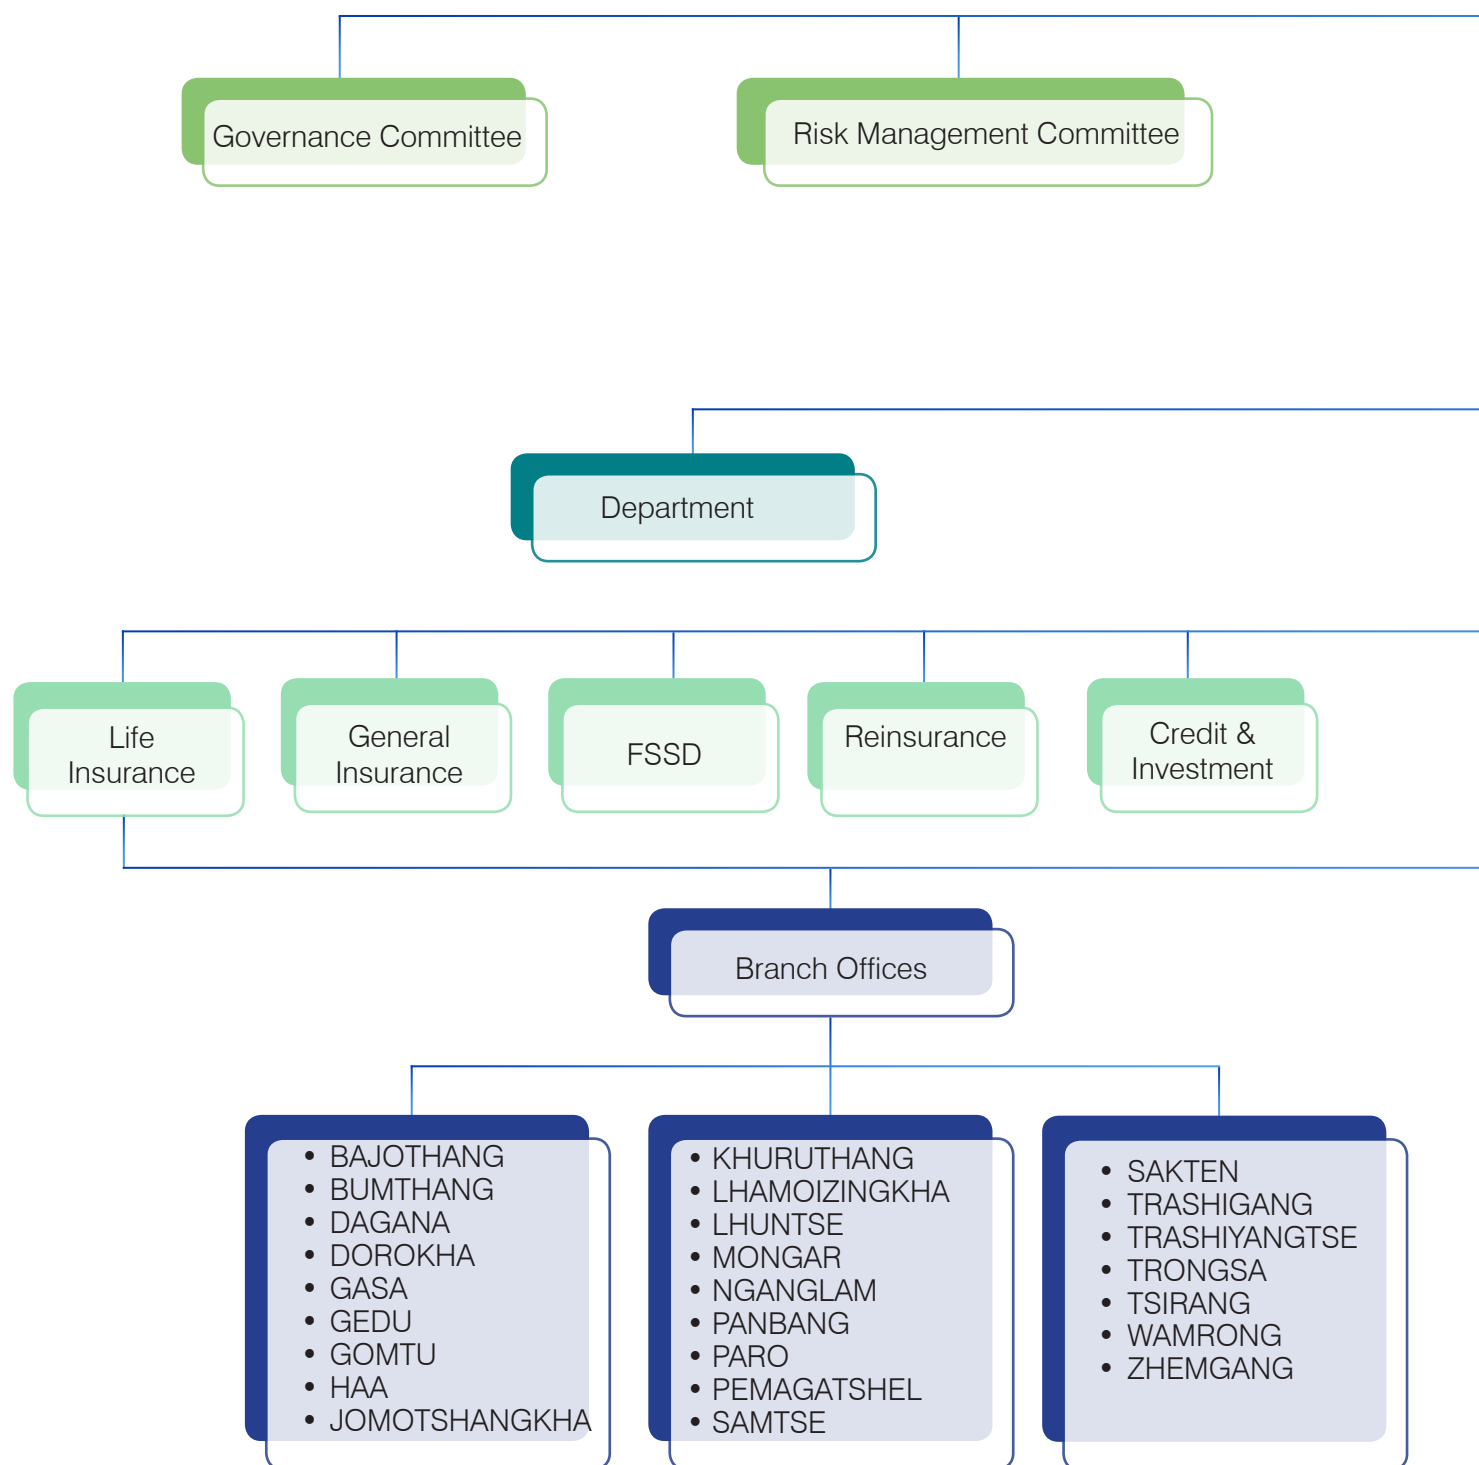 Governance Committee
Risk Management Committee
Department
Life
Insurance
General
Insurance
FSSD
Reinsurance
Credit &
Investment
Branch Offices
• BAJOTHANG
• BUMTHANG
• DAGANA
• DOROKHA
• GASA
• GEDU
• GOMTU
• HAA
• JOMOTSHANGKHA
• KHURUTHANG
• LHAMOIZINGKHA
• LHUNTSE
• MONGAR
• NGANGLAM
• PANBANG
• PARO
• PEMAGATSHEL
• SAMTSE
• SAKTEN
• TRASHIGANG
• TRASHIYANGTSE
• TRONGSA
• TSIRANG
• WAMRONG
• ZHEMGANG